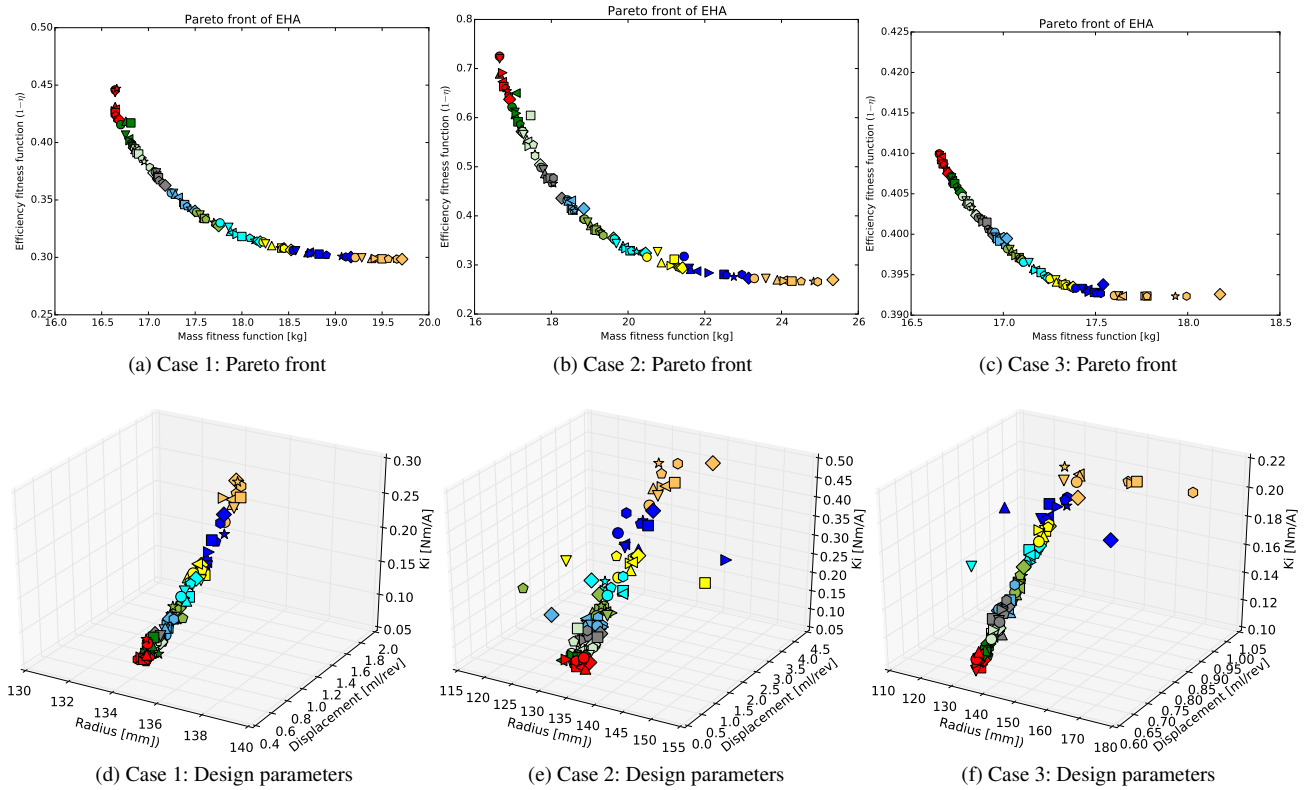 Pareto front of EHA
Efficiency fitness function (1−η)
0.50
0.45
0.40
0.35
0.30
0.25
16.0 16.5 17.0 17.5 18.0 18.5 19.0 19.5 20.0
Mass fitness function [kg]
(a) Case 1: Pareto front
Pareto front of EHA
Efficiency fitness function (1−η)
0.8
0.7
0.6
0.5
0.4
0.3
0.2
16 18 20 22 24 26
Mass fitness function [kg]
(b) Case 2: Pareto front
Pareto front of EHA
Efficiency fitness function (1−η)
0.425
0.420
0.415
0.410
0.405
0.400
0.395
0.390
16.5 17.0 17.5 18.0 18.5
Mass fitness function [kg]
(c) Case 3: Pareto front
0.30
0.25
0.20
0.15
0.10
0.05
Ki [Nm/A]
130 132 134 136 138 140
Radius [mm])
0.4 0.6 0.8 1.0 1.2 1.4 1.6 1.8 2.0
Displacement [ml/rev]
(d) Case 1: Design parameters
0.50
0.45
0.40
0.35
0.30
0.25
0.20
0.15
0.10
0.05
Ki [Nm/A]
115 120 125 130 135 140 145 150 155
Radius [mm])
0.0 0.5 1.0 1.5 2.0 2.5 3.0 3.5 4.0 4.5
Displacement [ml/rev]
(e) Case 2: Design parameters
0.22
0.20
0.18
0.16
0.14
0.12
0.10
Ki [Nm/A]
110 120 130 140 150 160 170 180
Radius [mm])
0.60 0.65 0.70 0.75 0.80 0.85 0.90 0.95 1.00 1.05
Displacement [ml/rev]
(f) Case 3: Design parameters